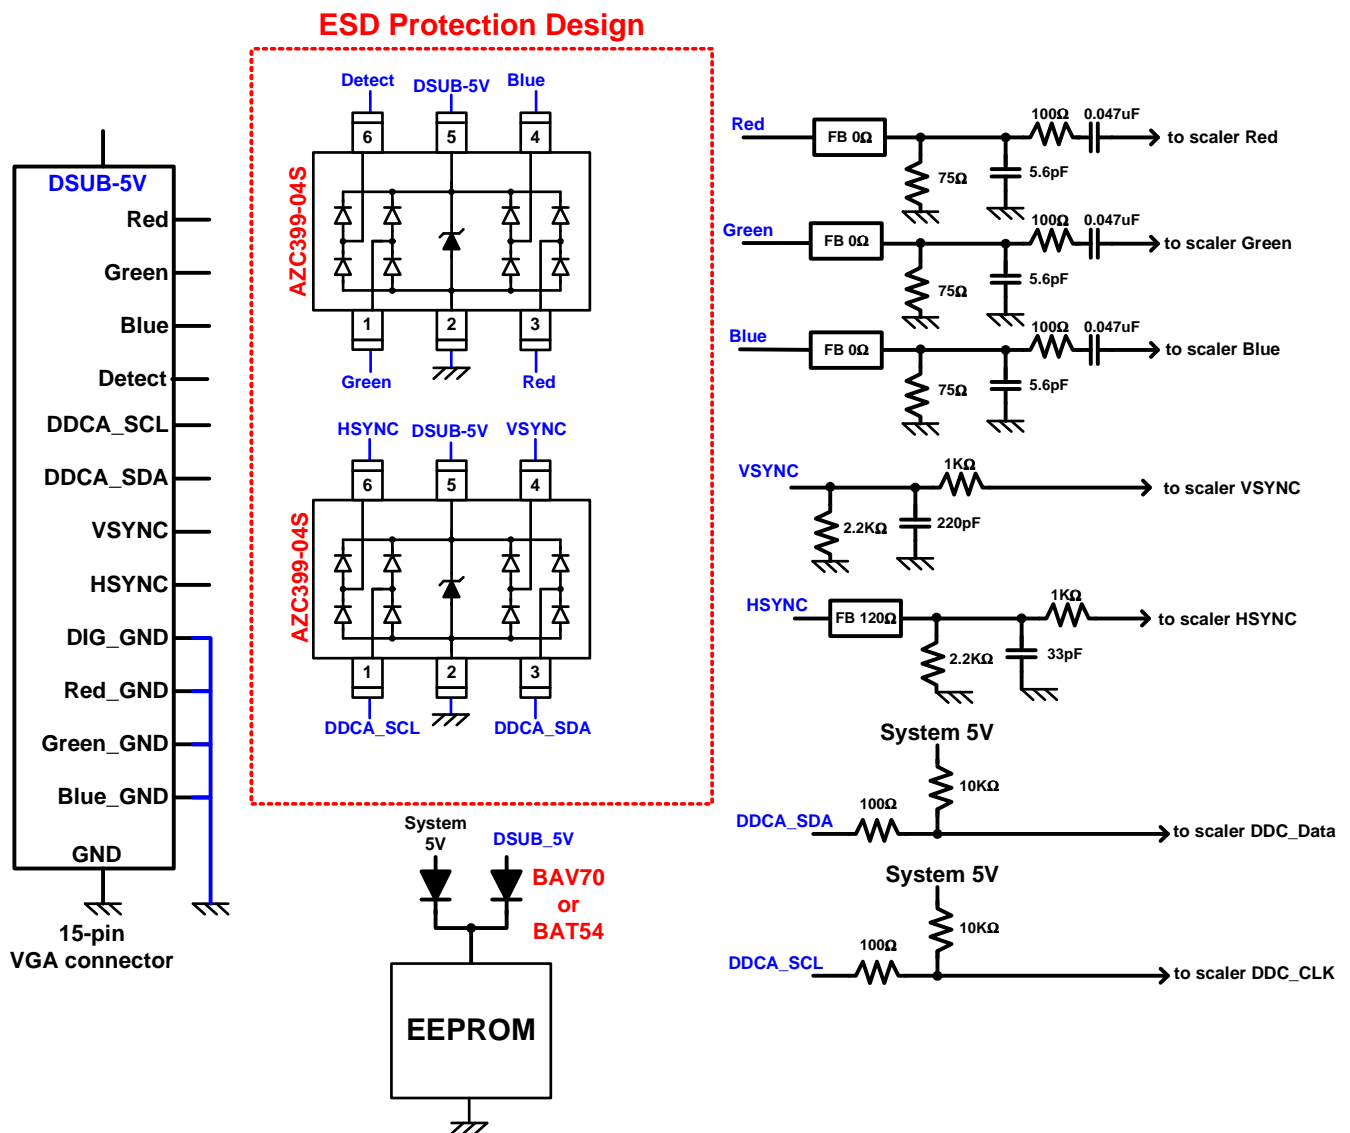 ESD Protection Design
DSUB-5V
Red
Green
Blue
Detect
DDCA_SCL
DDCA_SDA
VSYNC
HSYNC
DIG_GND
Red_GND
Green_GND
Blue_GND
GND
15-pin
VGA connector
Detect
DSUB-5V
Blue
6
5
4
AZC399-04S
1
2
3
Green
Red
HSYNC
DSUB-5V
VSYNC
6
5
4
AZC399-04S
1
2
3
DDCA_SCL
DDCA_SDA
System
5V
DSUB_5V
BAV70
or
BAT54
EEPROM
Red
FB 0Ω
75Ω
5.6pF
100Ω
0.047uF
to scaler Red
Green
FB 0Ω
75Ω
5.6pF
100Ω
0.047uF
to scaler Green
Blue
FB 0Ω
75Ω
5.6pF
100Ω
0.047uF
to scaler Blue
VSYNC
2.2KΩ
220pF
1KΩ
to scaler VSYNC
HSYNC
FB 120Ω
2.2KΩ
33pF
1KΩ
to scaler HSYNC
System 5V
10KΩ
100Ω
DDCA_SDA
to scaler DDC_Data
System 5V
10KΩ
100Ω
DDCA_SCL
to scaler DDC_CLK